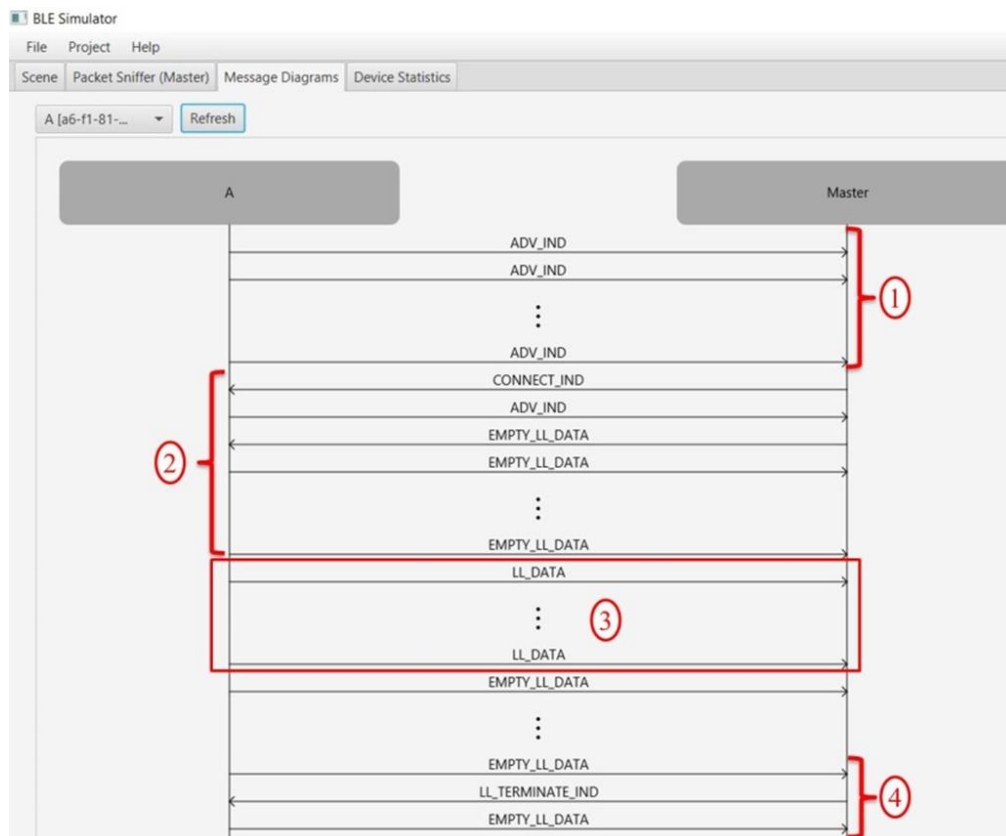 BLE Simulator
File Project Help
Scene Packet Sniffer (Master) Message Diagrams Device Statistics
A [a6-f1-81-... Refresh
A Master
ADV_IND
ADV_IND
1
ADV_IND
CONNECT_IND
ADV_IND
EMPTY_LL_DATA
2
EMPTY_LL_DATA
EMPTY_LL_DATA
LL_DATA
3
LL_DATA
EMPTY_LL_DATA
EMPTY_LL_DATA
LL_TERMINATE_IND 4
EMPTY_LL_DATA